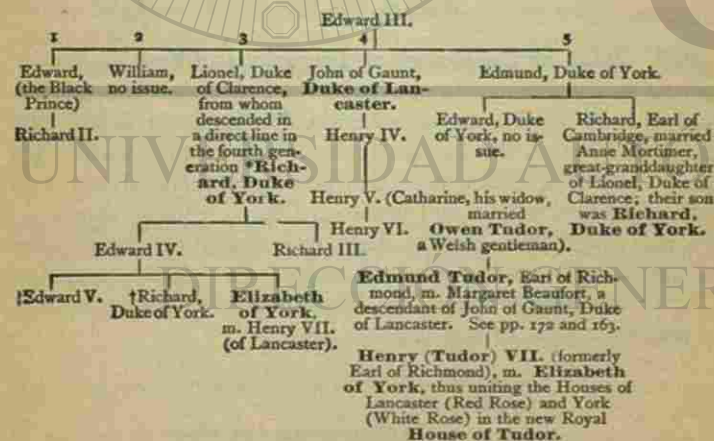 Edward III.
1 2 3 4 5
Edward,
(the Black
Prince)
Richard II.
William,
no issue.
Lionel, Duke
of Clarence,
from whom
descended in
a direct line in
the fourth gen-
eration *Rich-
ard, Duke
of York.
Edward IV.
Richard III.
‡Edward V.
†Richard,
Duke of York.
Elizabeth
of York,
m. Henry VII.
(of Lancaster).
John of Gaunt,
Duke of Lan-
caster.
Henry IV.
Henry V. (Catharine, his widow,
married
Owen Tudor,
a Welsh gentleman).
Henry VI.
Edmund Tudor, Earl of Rich-
mond, m. Margaret Beaufort, a
descendant of John of Gaunt, Duke
of Lancaster. See pp. 172 and 163.
Henry (Tudor) VII. (formerly
Earl of Richmond), m. Elizabeth
of York, thus uniting the Houses of
Lancaster (Red Rose) and York
(White Rose) in the new Royal
House of Tudor.
Edmund, Duke of York.
Edward, Duke
of York, no is-
sue.
Richard, Earl of
Cambridge, married
Anne Mortimer,
great-granddaughter
of Lionel, Duke of
Clarence; their son
was Richard,
Duke of York.
UNIVERSIDAD A
DIRECCIÓN
NER